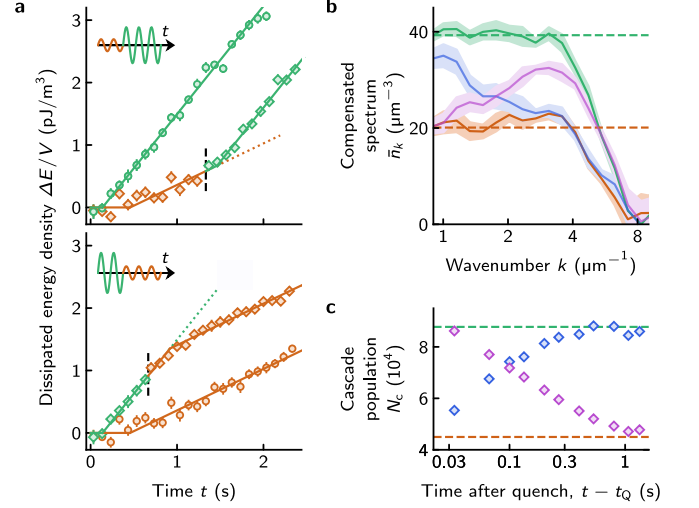 a
b
c
Dissipated energy density ΔE/V (pJ/m³)
t
3
2
1
0
t
3
2
1
0
0
1
2
Time t (s)
Compensated
spectrum
n̄ₖ (μm⁻³)
40
20
0
1
2
4
8
Wavenumber k (μm⁻¹)
Cascade
population
N_c (10⁴)
8
6
4
0.03
0.1
0.3
1
Time after quench, t − t_Q (s)